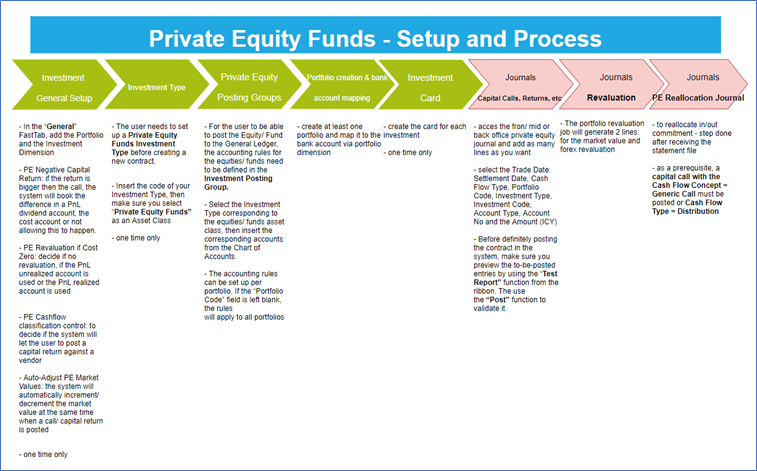 Private Equity Funds - Setup and Process
Investment
General Setup
Investment Type
Private Equity
Posting Groups
Portfolio creation & bank
account mapping
Investment
Card
Journals
Capital Calls, Returns, etc
Journals
Revaluation
Journals
PE Reallocation Journal
- In the "General"
FastTab, add the Portfolio
and the Investment
Dimension
- PE Negative Capital
Return: if the return is
bigger then the call, the
system will book the
difference in a PnL
dividend account, the
cost account or not
allowing this to happen.
- PE Revaluation if Cost
Zero: decide if no
revaluation, if the PnL
unrealized account is
used or the PnL realized
account is used
- PE Cashflow
classification control: to
decide if the system will
let the user to post a
capital return against a
vendor
- Auto-Adjust PE Market
Values: the system will
automatically increment/
decrement the market
value at the same time
when a call/ capital return
is posted
- one time only
- The user needs to set
up a Private Equity
Funds Investment
Type before creating a
new contract.
- Insert the code of your
Investment Type, then
make sure you select
"Private Equity Funds"
as an Asset Class
- one time only
- For the user to be able
to post the Equity/ Fund
to the General Ledger,
the accounting rules for
the equities/ funds need
to be defined in the
Investment Posting
Group.
- Select the Investment
Type corresponding to
the equities/ funds asset
class, then insert the
corresponding accounts
from the Chart of
Accounts.
- The accounting rules
can be set up per
portfolio. If the "Portfolio
Code" field is left blank,
the rules
will apply to all portfolios
- create at least one
portfolio and map it to the
bank account via portfolio
dimension
- create the card for each
investment
- one time only
- acces the fron/ mid or
back office private equity
journal and add as many
lines as you want
- select the Trade Date:
Settlement Date, Cash
Flow Type, Portfolio
Code, Investment Type,
Investment Code,
Account Type, Account
No and the Amount (ICY)
- Before definitely posting
the contract in the
system, make sure you
preview the to-be-posted
entries by using the "Test
Report" function from the
ribbon. The use
the "Post" function to
validate it.
- The portfolio revaluation
job will generate 2 lines:
for the market value and
forex revaluation
- to reallocate in/out
commitment - step done
after receiving the
statement file
- as a prerequisite, a
capital call with the
Cash Flow Concept =
Generic Call must be
posted or Cash Flow
Type = Distribution